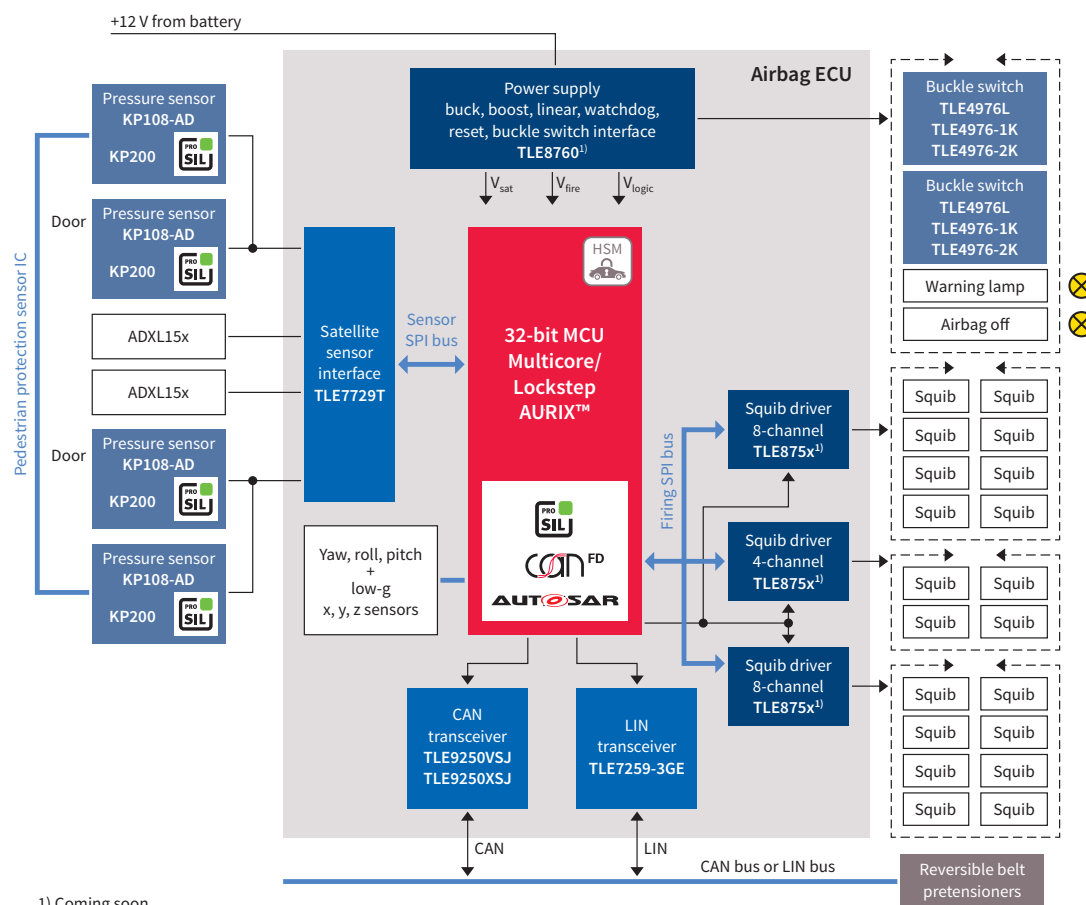 +12 V from battery
Airbag ECU
Power supply
buck, boost, linear, watchdog,
reset, buckle switch interface
TLE8760¹⁾
Vsat
Vfire
Vlogic
Pedestrian protection sensor IC
Pressure sensor
KP108-AD
KP200
PRO
SIL
Door
Pressure sensor
KP108-AD
KP200
PRO
SIL
ADXL15x
ADXL15x
Door
Pressure sensor
KP108-AD
KP200
PRO
SIL
Pressure sensor
KP108-AD
KP200
PRO
SIL
Satellite
sensor
interface
TLE7729T
Sensor
SPI bus
HSM
32-bit MCU
Multicore/
Lockstep
AURIX™
PRO
SIL
CAN FD
AUTOSAR
Yaw, roll, pitch
+
low-g
x, y, z sensors
Firing SPI bus
Squib driver
8-channel
TLE875x¹⁾
Squib driver
4-channel
TLE875x¹⁾
Squib driver
8-channel
TLE875x¹⁾
CAN
transceiver
TLE9250VSJ
TLE9250XSJ
LIN
transceiver
TLE7259-3GE
CAN
LIN
CAN bus or LIN bus
Buckle switch
TLE4976L
TLE4976-1K
TLE4976-2K
Buckle switch
TLE4976L
TLE4976-1K
TLE4976-2K
Warning lamp
Airbag off
Squib Squib
Squib Squib
Squib Squib
Squib Squib
Squib Squib
Squib Squib
Squib Squib
Squib Squib
Squib Squib
Squib Squib
Reversible belt
pretensioners
1) Coming soon